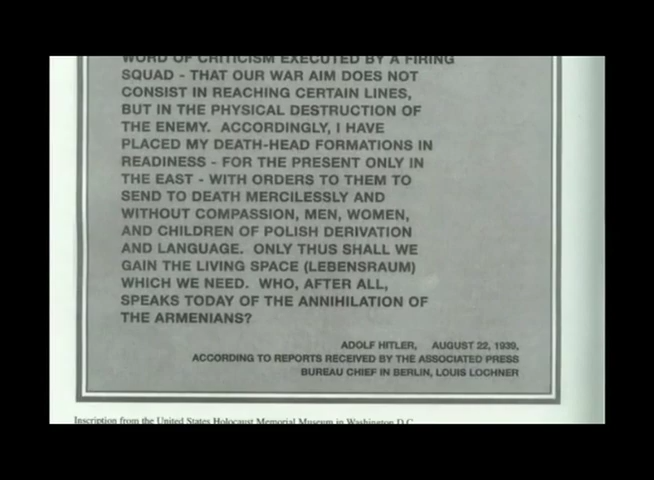 WORD OF CRITICISM EXECUTED BY A FIRING
SQUAD - THAT OUR WAR AIM DOES NOT
CONSIST IN REACHING CERTAIN LINES,
BUT IN THE PHYSICAL DESTRUCTION OF
THE ENEMY. ACCORDINGLY, I HAVE
PLACED MY DEATH-HEAD FORMATIONS IN
READINESS - FOR THE PRESENT ONLY IN
THE EAST - WITH ORDERS TO THEM TO
SEND TO DEATH MERCILESSLY AND
WITHOUT COMPASSION, MEN, WOMEN,
AND CHILDREN OF POLISH DERIVATION
AND LANGUAGE. ONLY THUS SHALL WE
GAIN THE LIVING SPACE (LEBENSRAUM)
WHICH WE NEED. WHO, AFTER ALL,
SPEAKS TODAY OF THE ANNIHILATION OF
THE ARMENIANS?
ADOLF HITLER, AUGUST 22, 1939,
ACCORDING TO REPORTS RECEIVED BY THE ASSOCIATED PRESS
BUREAU CHIEF IN BERLIN, LOUIS LOCHNER
Inscription from the United States Holocaust Memorial Museum in Washington D.C.